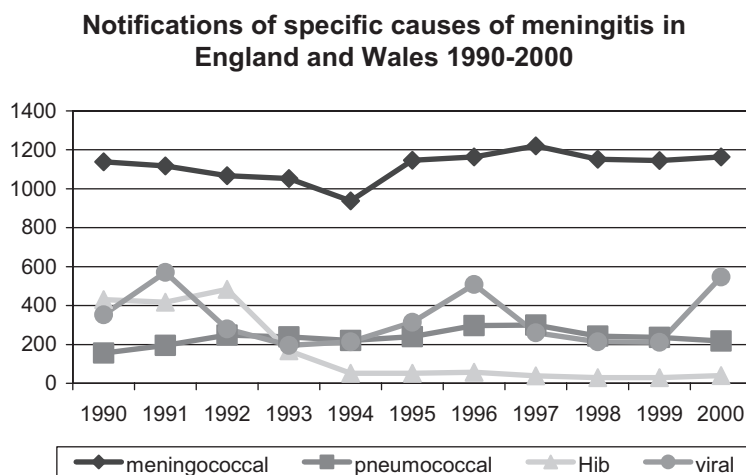 Notifications of specific causes of meningitis in
England and Wales 1990-2000
1400
1200
1000
800
600
400
200
0
1990 1991 1992 1993 1994 1995 1996 1997 1998 1999 2000
meningococcal pneumococcal Hib viral